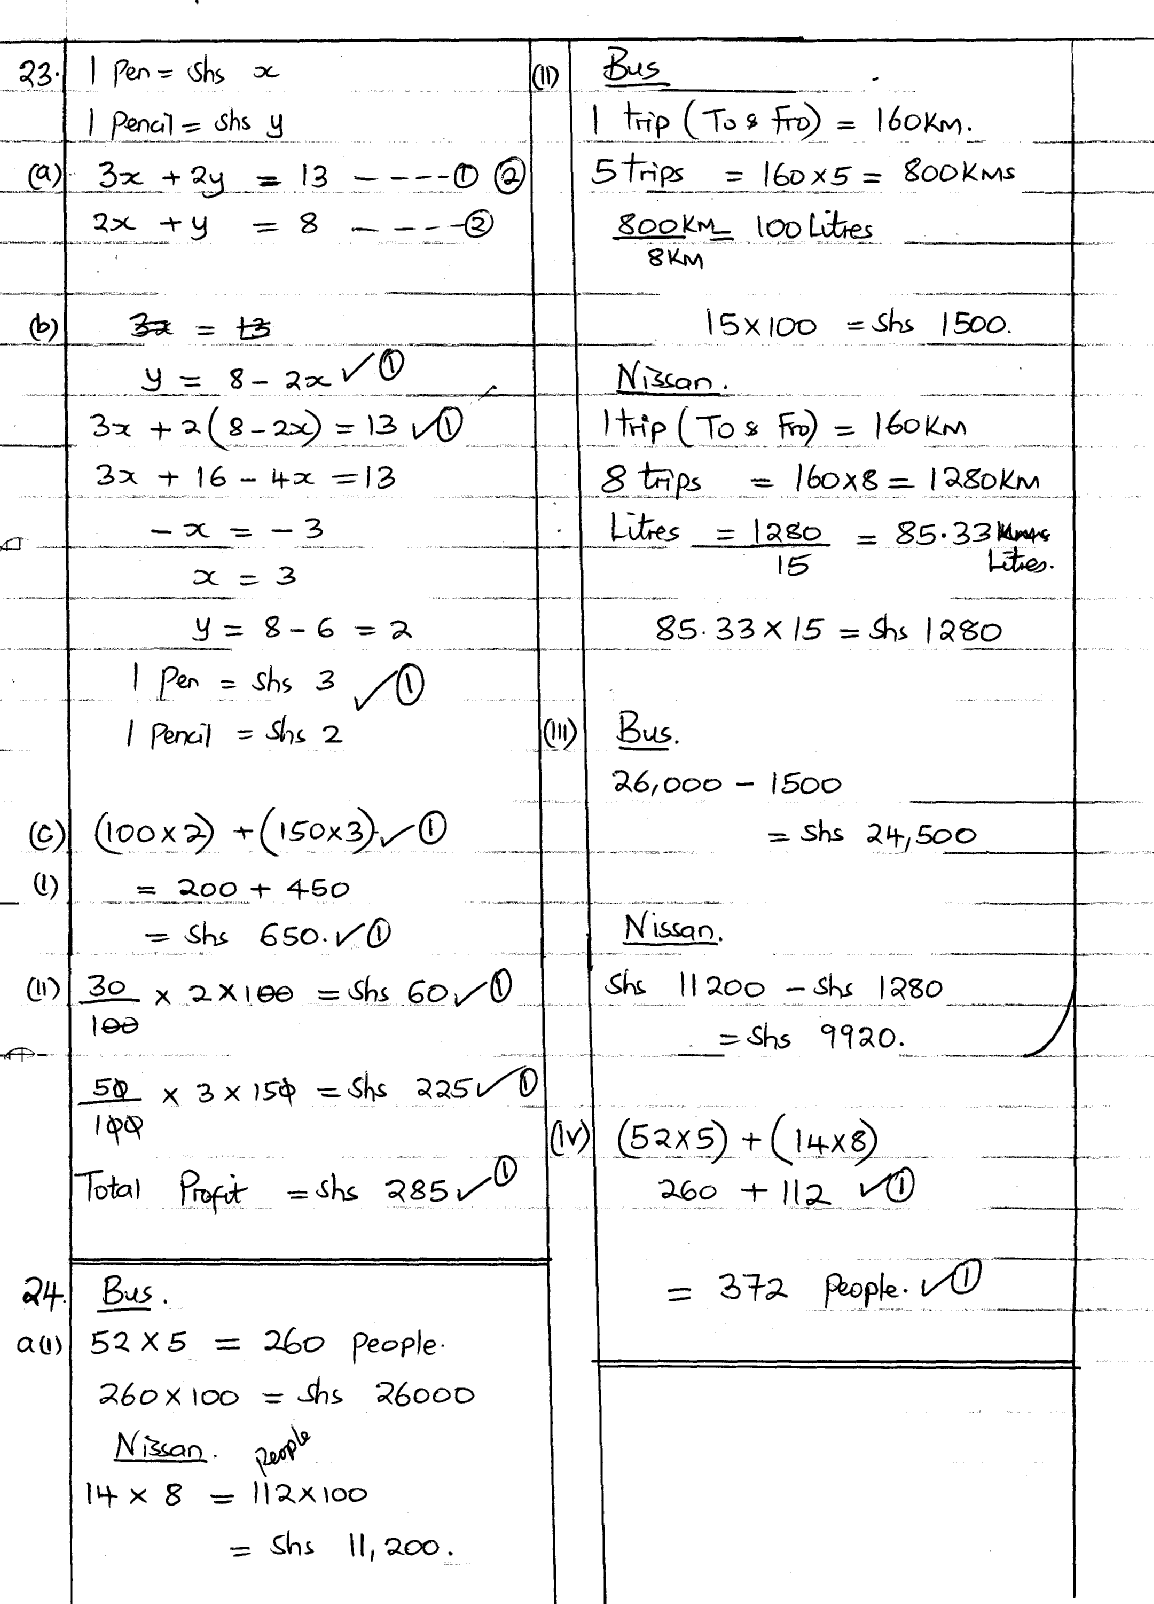 23. 1 Pen = Shs x
1 Pencil = Shs y
(a) 3x + 2y = 13 ----① ②
2x + y = 8 ----②
(b) 3x = 13
y = 8 - 2x ✓①
3x + 2(8 - 2x) = 13 ✓①
3x + 16 - 4x = 13
- x = - 3
x = 3
y = 8 - 6 = 2
1 Pen = Shs 3 ✓①
1 Pencil = Shs 2
(c) (100x2) + (150x3) ✓①
(i) = 200 + 450
= Shs 650. ✓①
(ii) 30/100 x 2 x 100 = Shs 60 ✓①
50/100 x 3 x 150 = Shs 225 ✓①
Total Profit = Shs 285 ✓①
24. Bus.
a(i) 52 x 5 = 260 People.
260 x 100 = Shs 26000
Nissan. People
14 x 8 = 112 x 100
= Shs 11,200.
(ii) Bus
1 trip (To & Fro) = 160KM.
5 trips = 160x5 = 800KMS
800KM/8KM = 100 Litres
15x100 = Shs 1500.
Nissan.
1 trip (To & Fro) = 160KM
8 trips = 160x8 = 1280KM
Litres = 1280/15 = 85.33
Litres.
85.33 x 15 = Shs 1280
(iii) Bus.
26,000 - 1500
= Shs 24,500
Nissan.
Shs 11200 - Shs 1280
= Shs 9920.
(iv) (52x5) + (14x8)
260 + 112 ✓①
= 372 People. ✓①